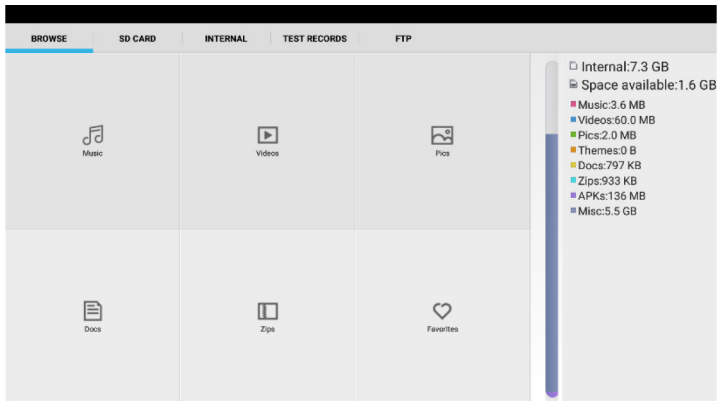 BROWSE SD CARD INTERNAL TEST RECORDS FTP
Music Videos Pics
Docs Zips Favorites
Internal:7.3 GB
Space available:1.6 GB
Music:3.6 MB
Videos:60.0 MB
Pics:2.0 MB
Themes:0 B
Docs:797 KB
Zips:933 KB
APKs:136 MB
Misc:5.5 GB